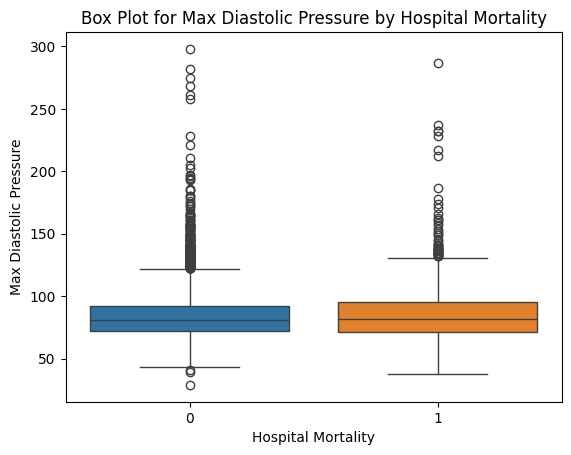 Box Plot for Max Diastolic Pressure by Hospital Mortality
300
250
200
150
100
50
Max Diastolic Pressure
0 1
Hospital Mortality